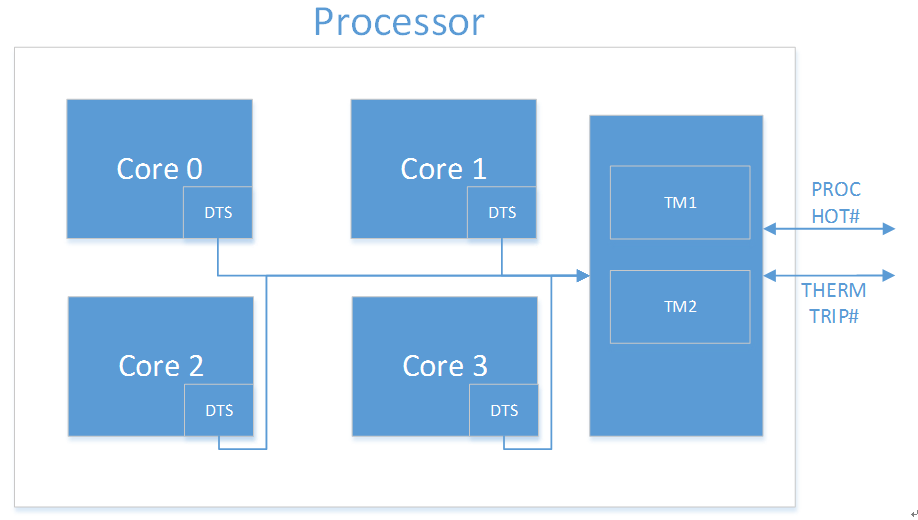 Processor
Core 0
DTS
Core 1
DTS
TM1
PROC
HOT#
TM2
THERM
TRIP#
Core 2
DTS
Core 3
DTS